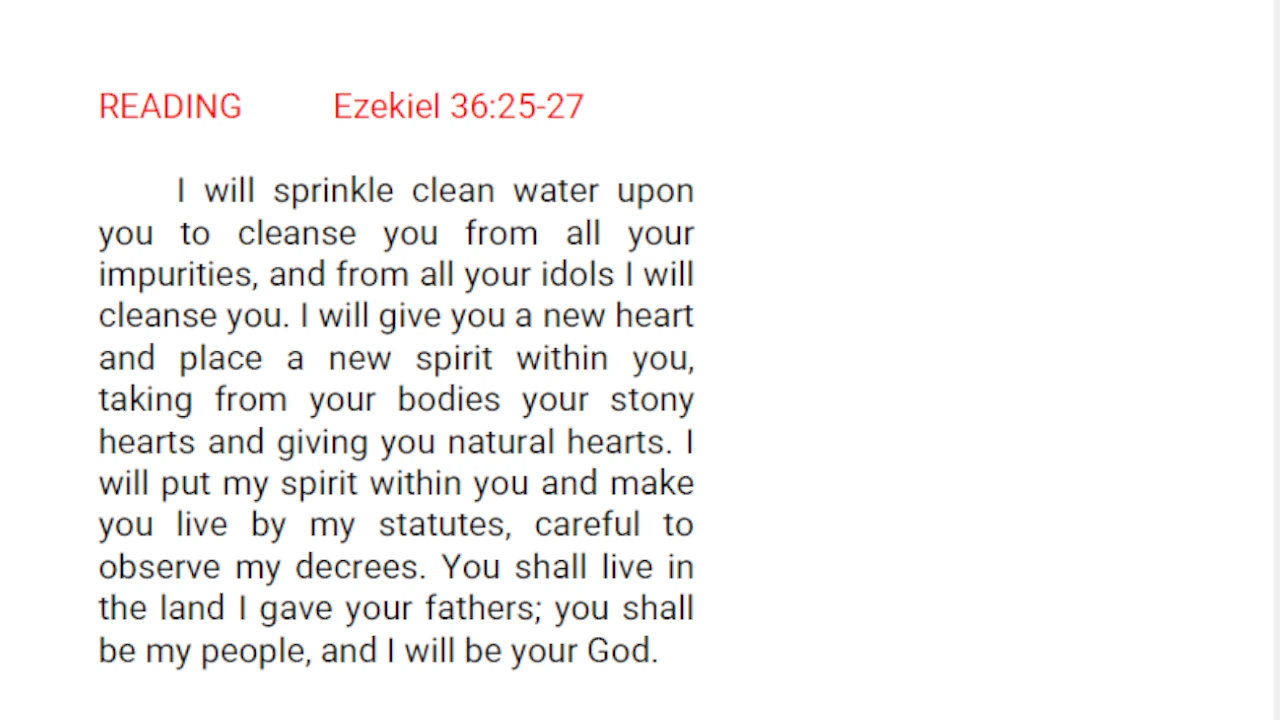 READING Ezekiel 36:25-27
I will sprinkle clean water upon
you to cleanse you from all your
impurities, and from all your idols I will
cleanse you. I will give you a new heart
and place a new spirit within you,
taking from your bodies your stony
hearts and giving you natural hearts. I
will put my spirit within you and make
you live by my statutes, careful to
observe my decrees. You shall live in
the land I gave your fathers; you shall
be my people, and I will be your God.